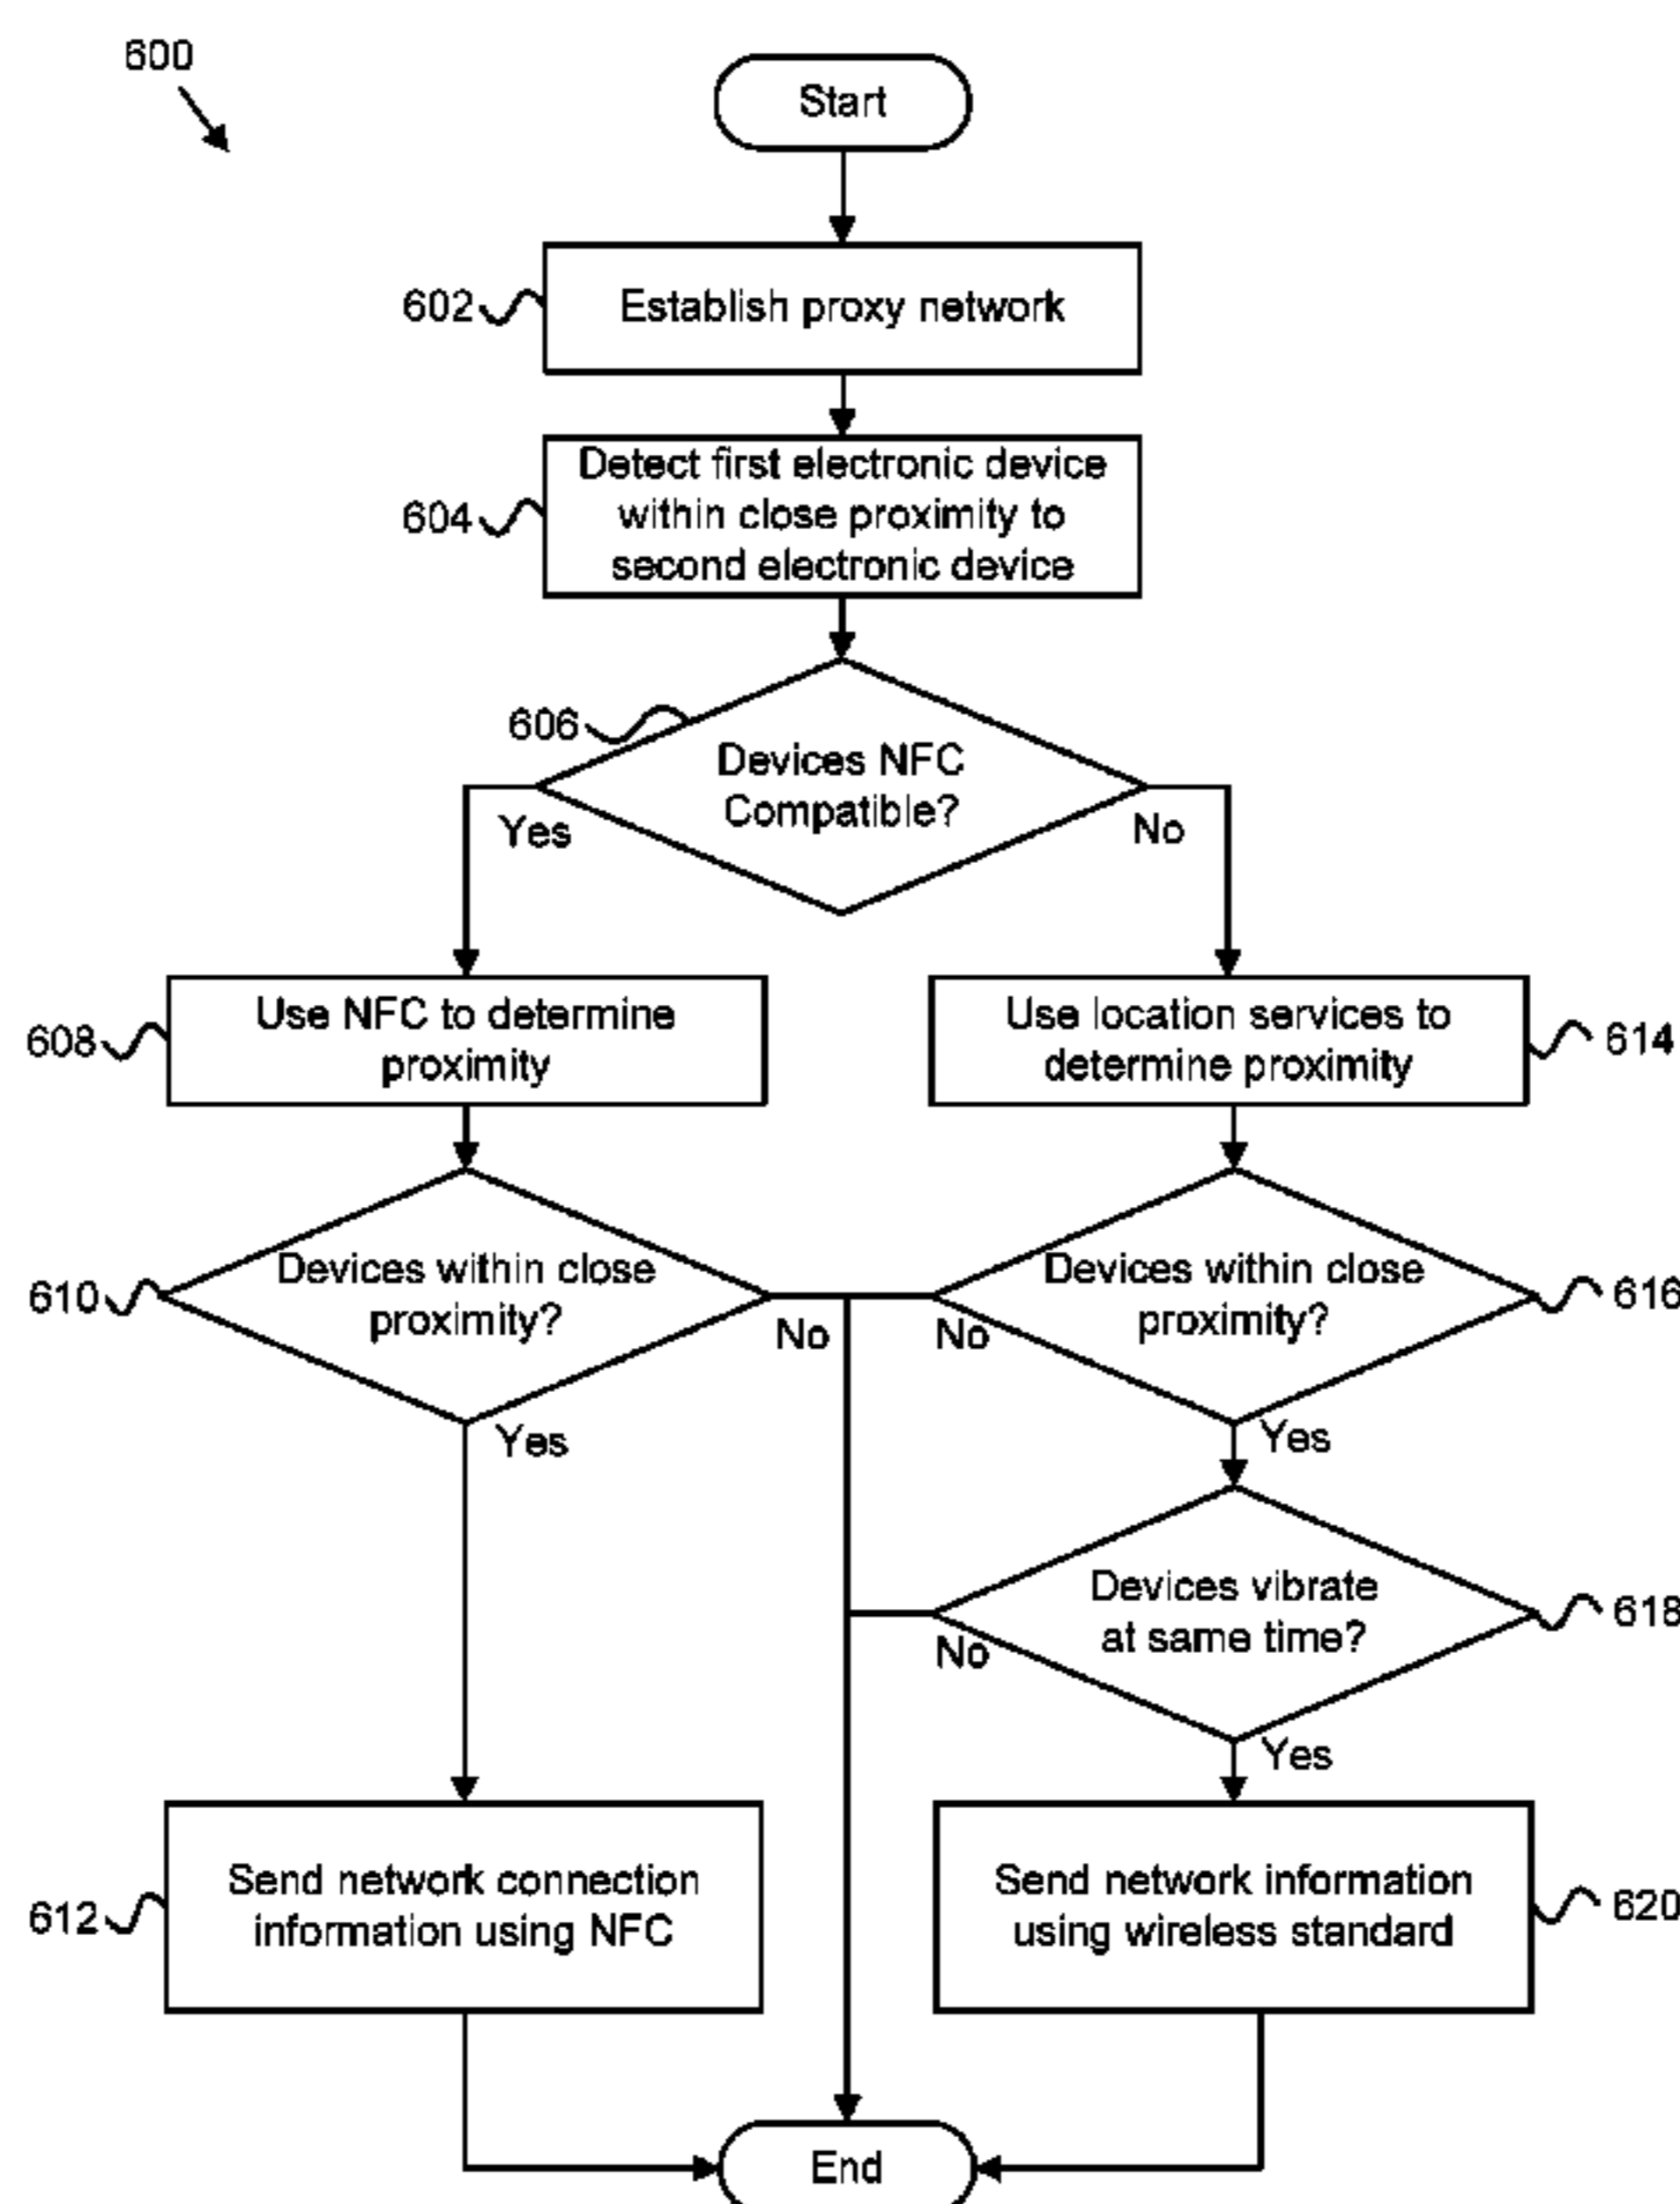 600
Start
602
Establish proxy network
604
Detect first electronic device
within close proximity to
second electronic device
606
Devices NFC
Compatible?
Yes
No
608
Use NFC to determine
proximity
Use location services to
determine proximity
614
610
Devices within close
proximity?
No
Yes
Devices within close
proximity?
616
No
Yes
Devices vibrate
at same time?
618
No
Yes
612
Send network connection
information using NFC
Send network information
using wireless standard
620
End